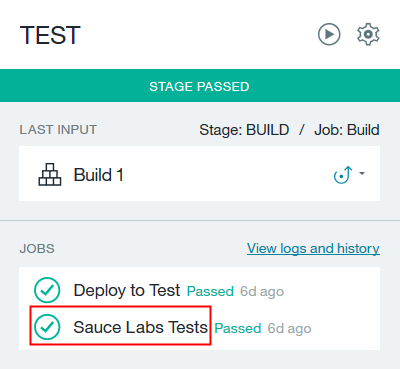 TEST
STAGE PASSED
LAST INPUT Stage: BUILD / Job: Build
Build 1
JOBS View logs and history
Deploy to Test Passed 6d ago
Sauce Labs Tests Passed 6d ago